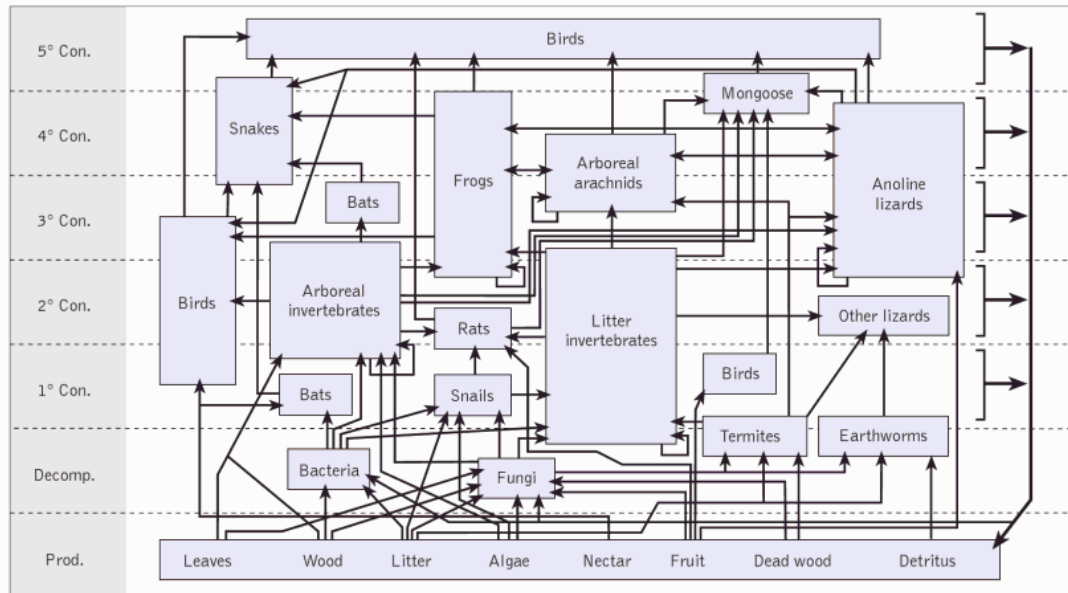 5° Con.
Birds
4° Con.
Snakes
Mongoose
Frogs
Arboreal
arachnids
Anoline
lizards
3° Con.
Bats
2° Con.
Birds
Arboreal
invertebrates
Rats
Litter
invertebrates
Other lizards
1° Con.
Bats
Snails
Birds
Decomp.
Bacteria
Fungi
Termites
Earthworms
Prod.
Leaves Wood Litter Algae Nectar Fruit Dead wood Detritus